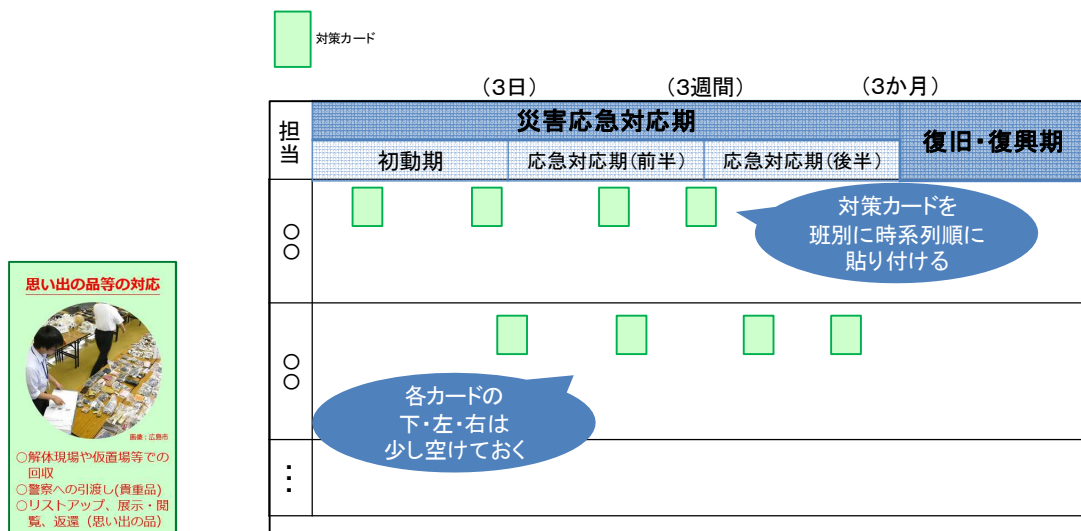 対策カード
(3日)
(3週間)
(3か月)
担当
災害応急対応期
復旧・復興期
初動期
応急対応期(前半)
応急対応期(後半)
○○
対策カードを
班別に時系列順に
貼り付ける
○○
各カードの
下・左・右は
少し空けておく
⋮
思い出の品等の対応
画像:広島市
○解体現場や仮置場等での
回収
○警察への引渡し(貴重品)
○リストアップ、展示・閲
覧、返還(思い出の品)